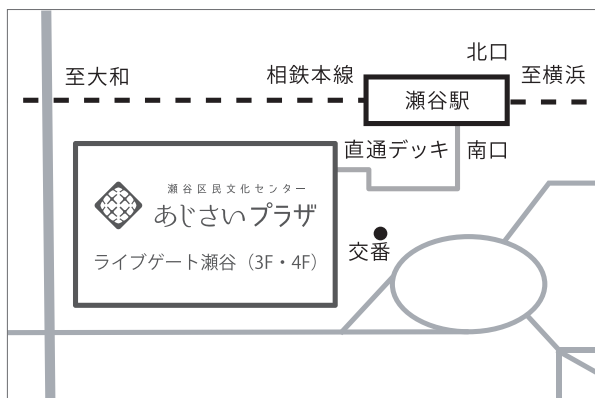 北口
至大和
相鉄本線
至横浜
瀬谷駅
直通デッキ
南口
瀬谷区民文化センター
あじさいプラザ
ライブゲート瀬谷（3F・4F）
交番